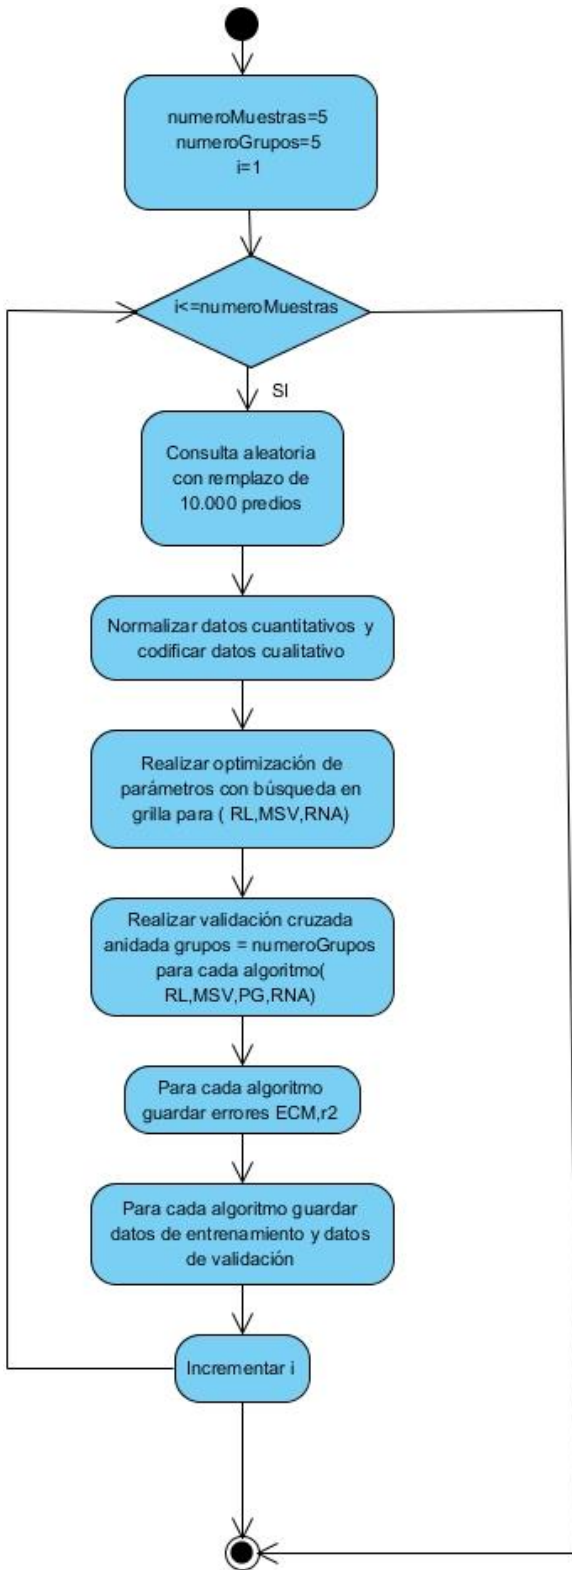 numeroMuestras=5
numeroGrupos=5
i=1
i<=numeroMuestras
SI
Consulta aleatoria
con remplazo de
10.000 predios
Normalizar datos cuantitativos y
codificar datos cualitativo
Realizar optimización de
parámetros con búsqueda en
grilla para ( RL,MSV,RNA)
Realizar validación cruzada
anidada grupos = numeroGrupos
para cada algoritmo(
RL,MSV,PG,RNA)
Para cada algoritmo
guardar errores ECM,r2
Para cada algoritmo guardar
datos de entrenamiento y datos
de validación
Incrementar i